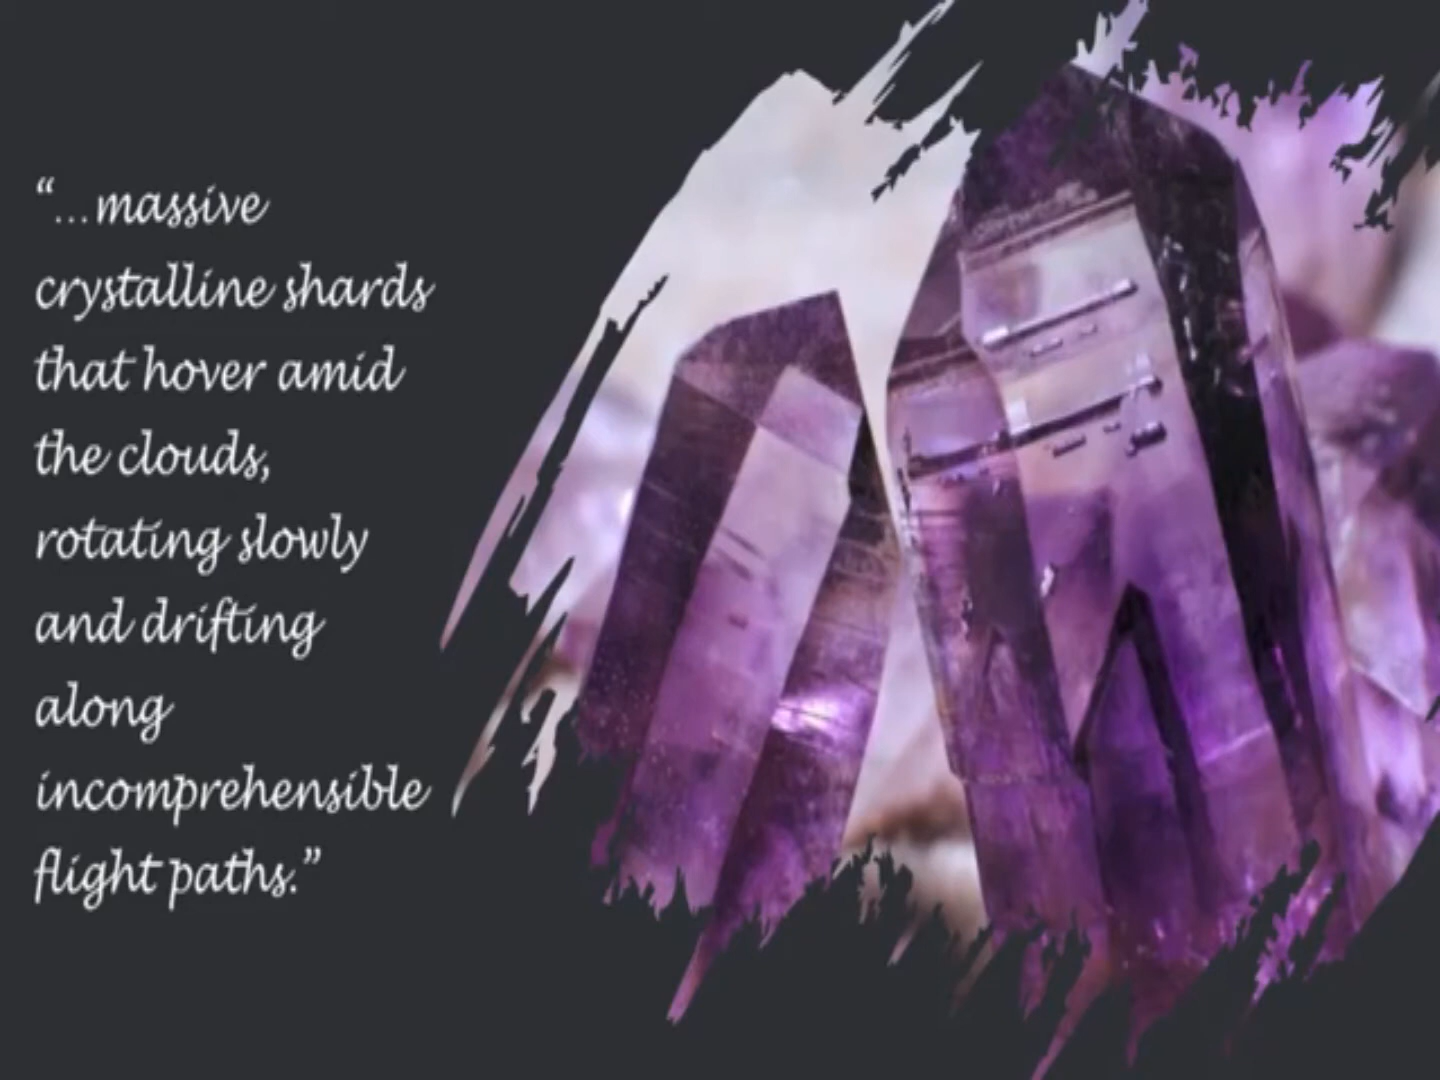 “...massive
crystalline shards
that hover amid
the clouds,
rotating slowly
and drifting
along
incomprehensible
flight paths.”